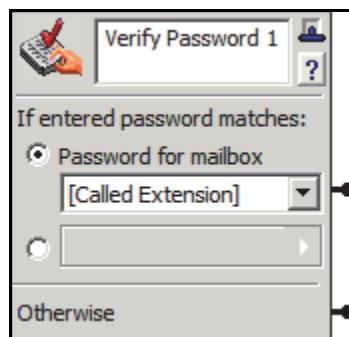 Verify Password 1
?
If entered password matches:
Password for mailbox
[Called Extension]
Otherwise